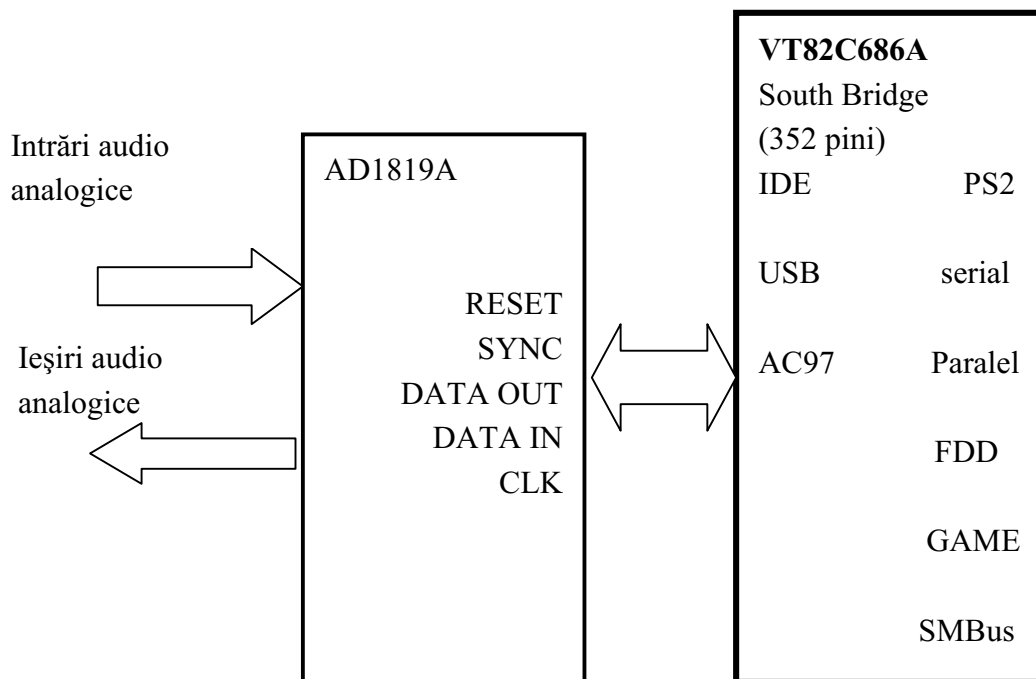 Intrări audio
analogice
Ieşiri audio
analogice
AD1819A
RESET
SYNC
DATA OUT
DATA IN
CLK
VT82C686A
South Bridge
(352 pini)
IDE PS2
USB serial
AC97 Paralel
FDD
GAME
SMBus